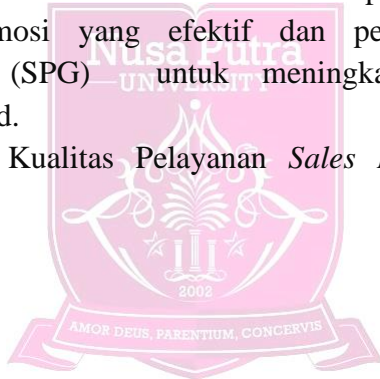 mosi yang efektif dan pe
(SPG) untuk meningka
d.
Kualitas Pelayanan Sales
Nusa Putra
UNIVERSITY
2002
AMOR DEUS, PARENTIUM, CONCERVIS